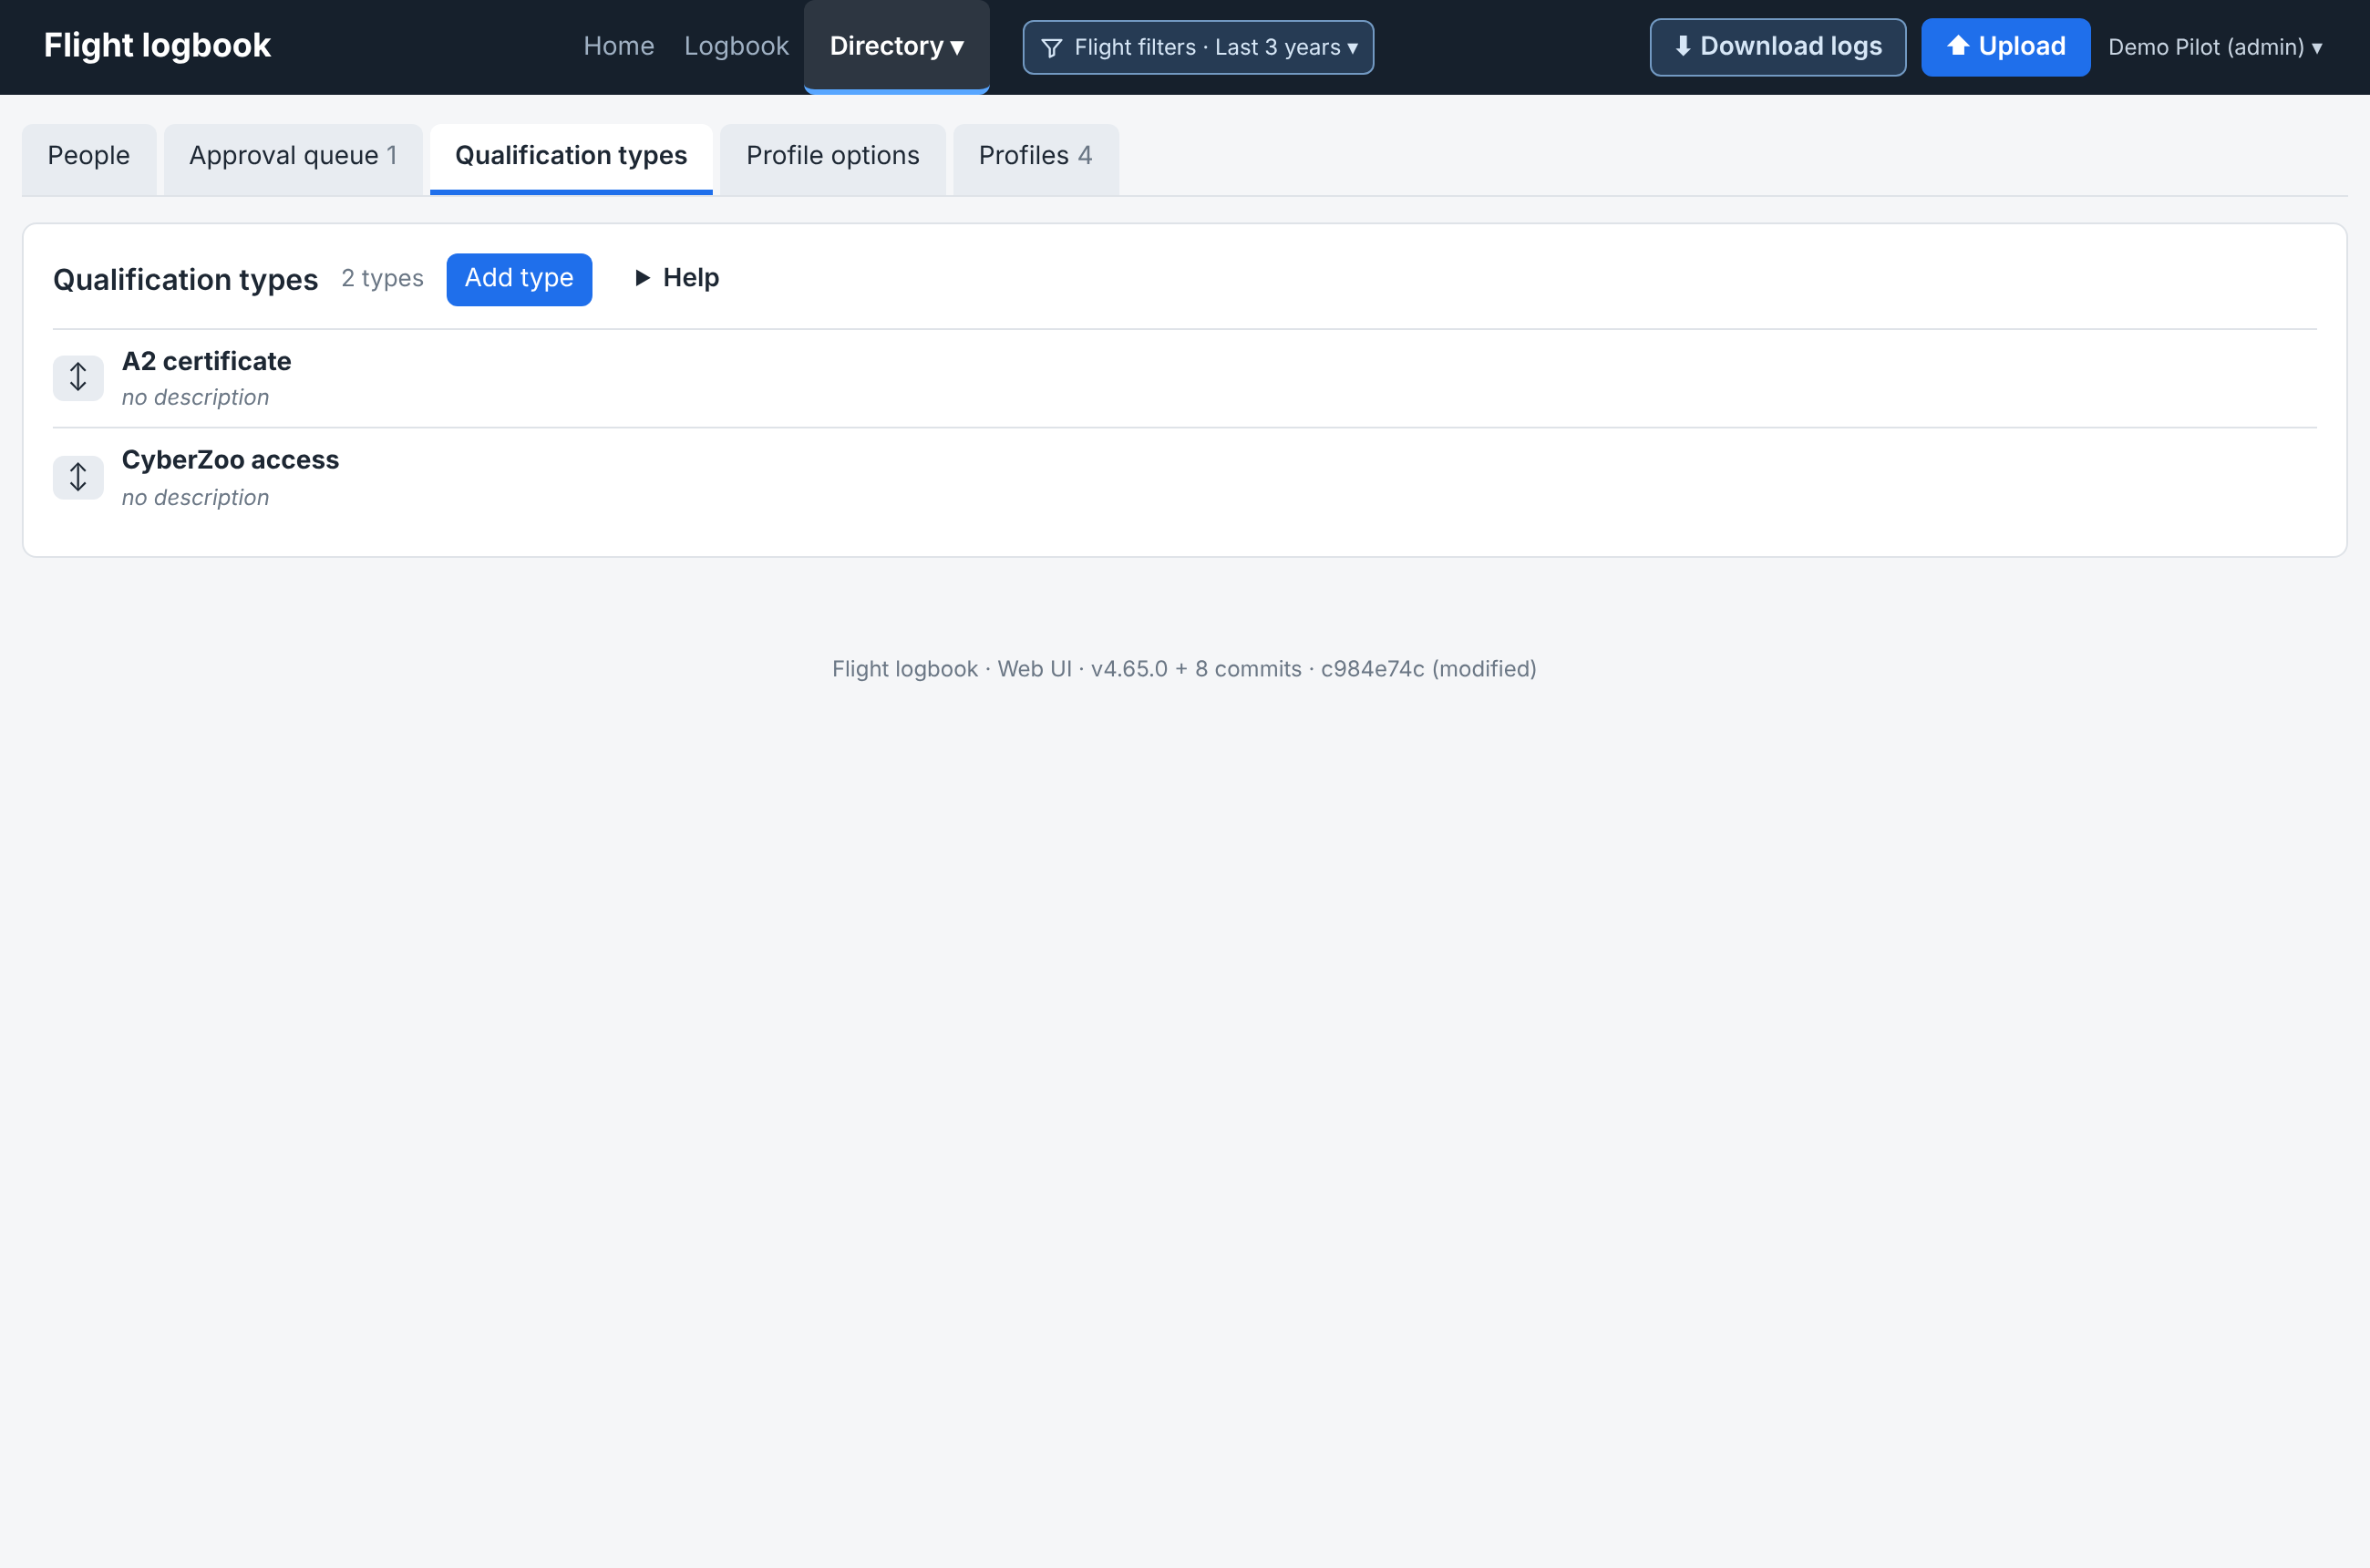 Flight logbook
Home Logbook Directory ▾ Flight filters · Last 3 years ▾
⬇ Download logs ⬆ Upload Demo Pilot (admin) ▾
People Approval queue 1 Qualification types Profile options Profiles 4
Qualification types 2 types Add type ▶ Help
A2 certificate
no description
CyberZoo access
no description
Flight logbook · Web UI · v4.65.0 + 8 commits · c984e74c (modified)